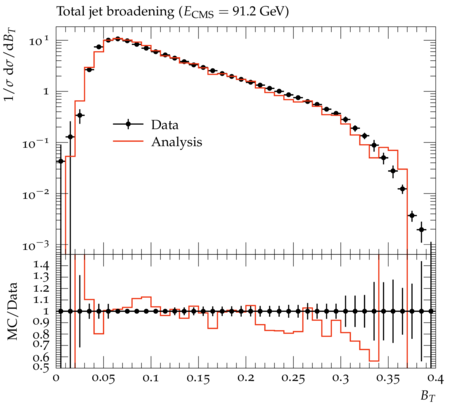 Total jet broadening (E_CMS = 91.2 GeV)
1/σ dσ/dB_T
10^1
1
10^−1
10^−2
10^−3
Data
Analysis
MC/Data
1.4
1.3
1.2
1.1
1
0.9
0.8
0.7
0.6
0.5
0 0.05 0.1 0.15 0.2 0.25 0.3 0.35 0.4
B_T